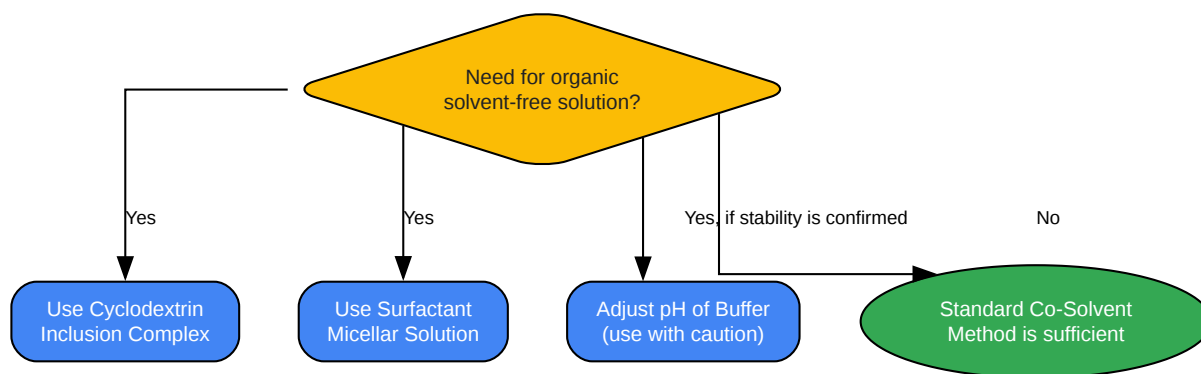 Need for organic
solvent-free solution?
Yes
Yes
Yes, if stability is confirmed
No
Use Cyclodextrin
Inclusion Complex
Use Surfactant
Micellar Solution
Adjust pH of Buffer
(use with caution)
Standard Co-Solvent
Method is sufficient